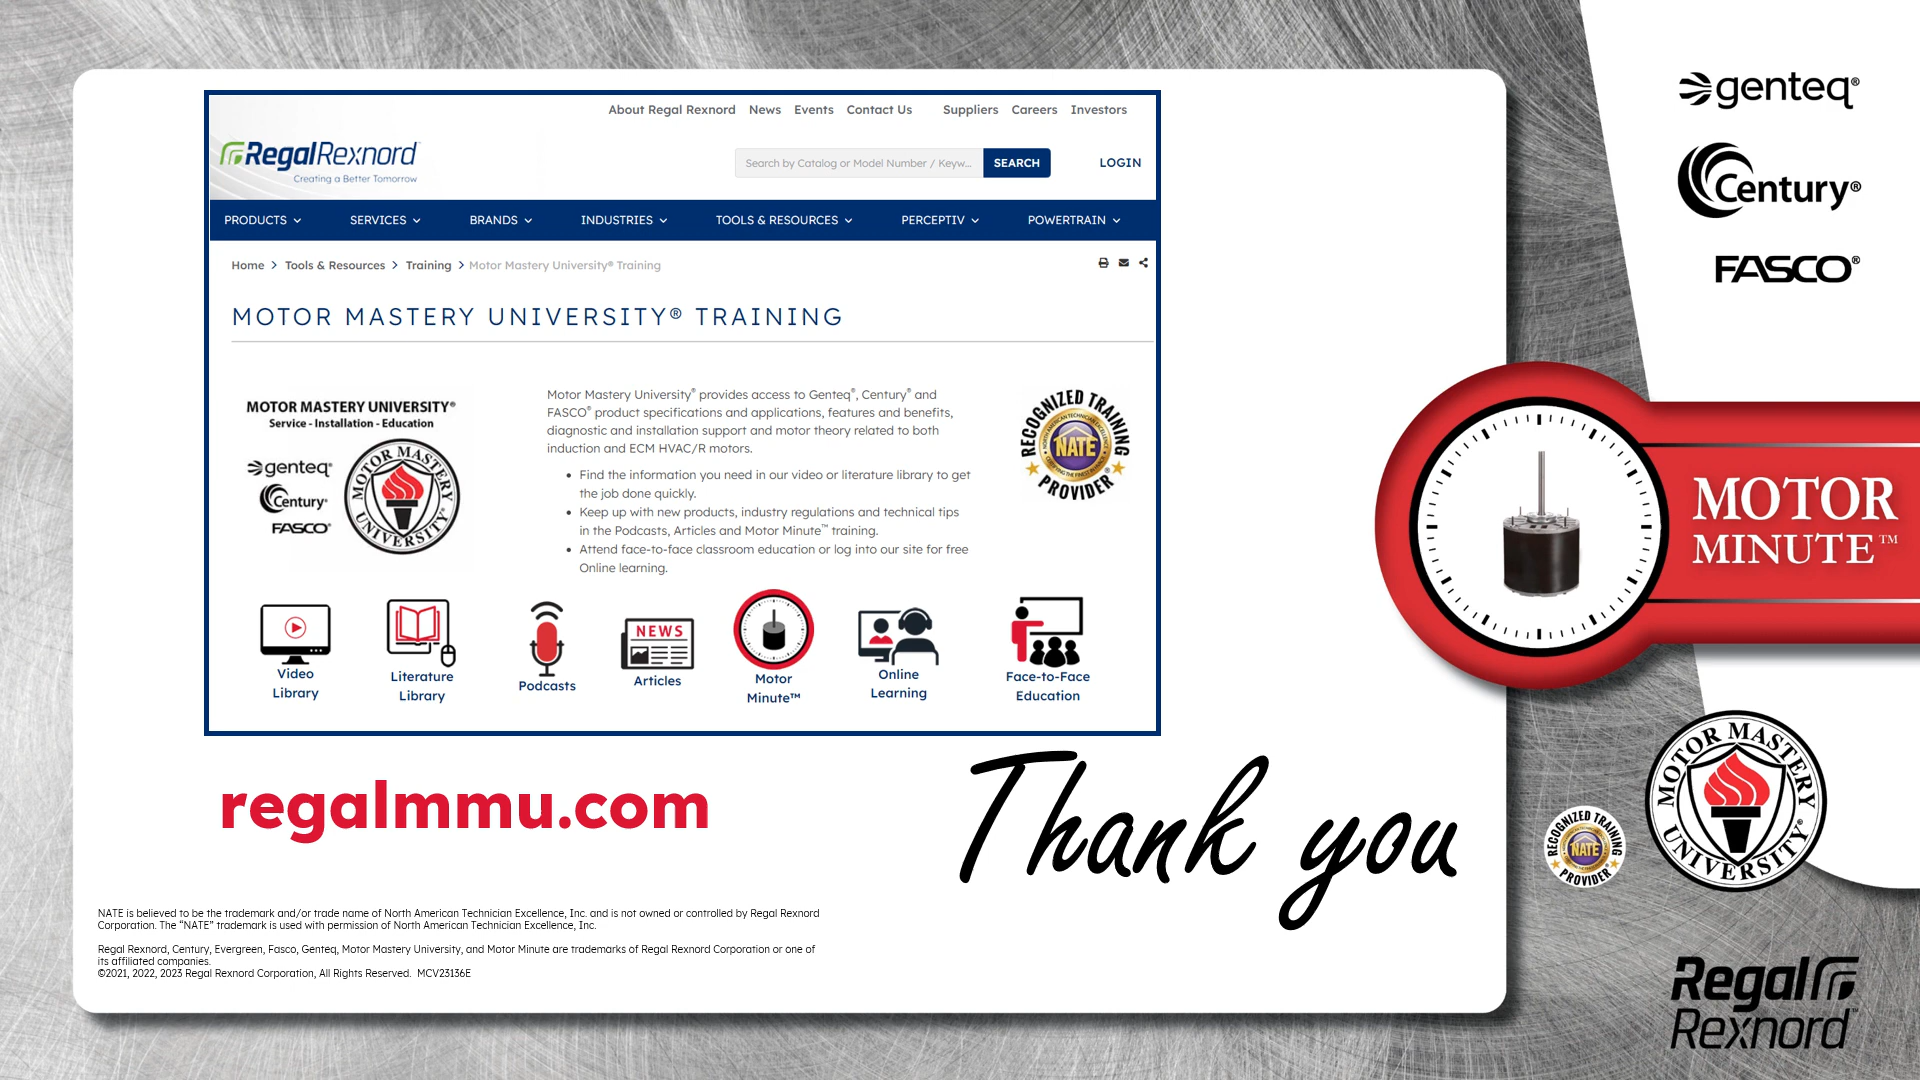 About Regal Rexnord News Events Contact Us Suppliers Careers Investors
RegalRexnord
Creating a Better Tomorrow
Search by Catalog or Model Number / Keyw... SEARCH LOGIN
PRODUCTS SERVICES BRANDS INDUSTRIES TOOLS & RESOURCES PERCEPTIV POWERTRAIN
Home > Tools & Resources > Training > Motor Mastery University® Training
MOTOR MASTERY UNIVERSITY® TRAINING
MOTOR MASTERY UNIVERSITY®
Service - Installation - Education
genteq®
Century®
FASCO®
MOTOR MASTERY UNIVERSITY®
Motor Mastery University® provides access to Genteq®, Century® and
FASCO® product specifications and applications, features and benefits,
diagnostic and installation support and motor theory related to both
induction and ECM HVAC/R motors.
• Find the information you need in our video or literature library to get
the job done quickly.
• Keep up with new products, industry regulations and technical tips
in the Podcasts, Articles and Motor Minute™ training.
• Attend face-to-face classroom education or log into our site for free
Online learning.
RECOGNIZED TRAINING
NORTH AMERICAN TECHNICIAN EXCELLENCE
NATE
CERTIFYING THE FINEST IN HVACR
PROVIDER
Video
Library
Literature
Library
Podcasts
NEWS
Articles
Motor
Minute™
Online
Learning
Face-to-Face
Education
regalmmu.com
Thank you
NATE is believed to be the trademark and/or trade name of North American Technician Excellence, Inc. and is not owned or controlled by Regal Rexnord
Corporation. The “NATE” trademark is used with permission of North American Technician Excellence, Inc.
Regal Rexnord, Century, Evergreen, Fasco, Genteq, Motor Mastery University, and Motor Minute are trademarks of Regal Rexnord Corporation or one of
its affiliated companies.
©2021, 2022, 2023 Regal Rexnord Corporation, All Rights Reserved. MCV23136E
genteq®
Century®
FASCO®
MOTOR
MINUTE™
MOTOR MASTERY UNIVERSITY®
RECOGNIZED TRAINING
NATE
PROVIDER
Regal
Rexnord™